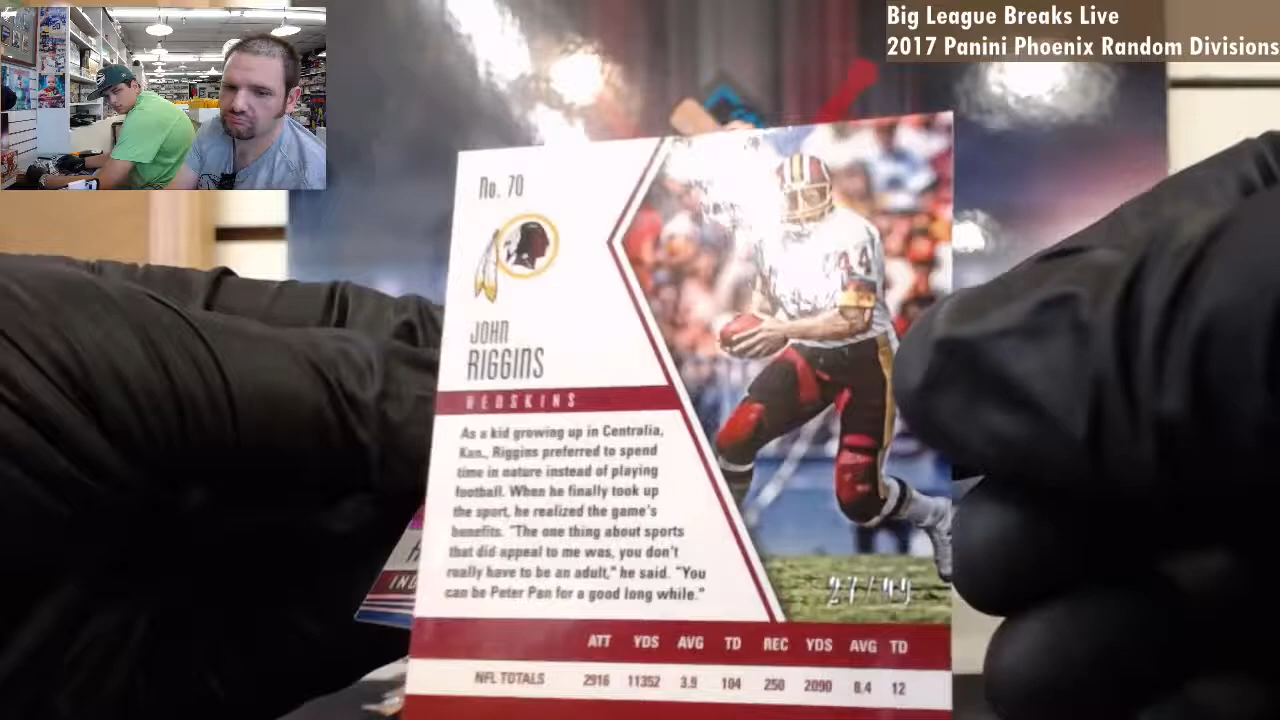 Big League Breaks Live
2017 Panini Phoenix Random Divisions
No. 70
JOHN
RIGGINS
REDSKINS
As a kid growing up in Centralia,
Kan., Riggins preferred to spend
time in nature instead of playing
football. When he finally took up
the sport, he realized the game's
benefits. "The one thing about sports
that did appeal to me was, you don't
really have to be an adult," he said. "You
can be Peter Pan for a good long while."
44
27/49
IND
ATT YDS AVG TD REC YDS AVG TD
NFL TOTALS 2916 11352 3.9 104 250 2090 8.4 12